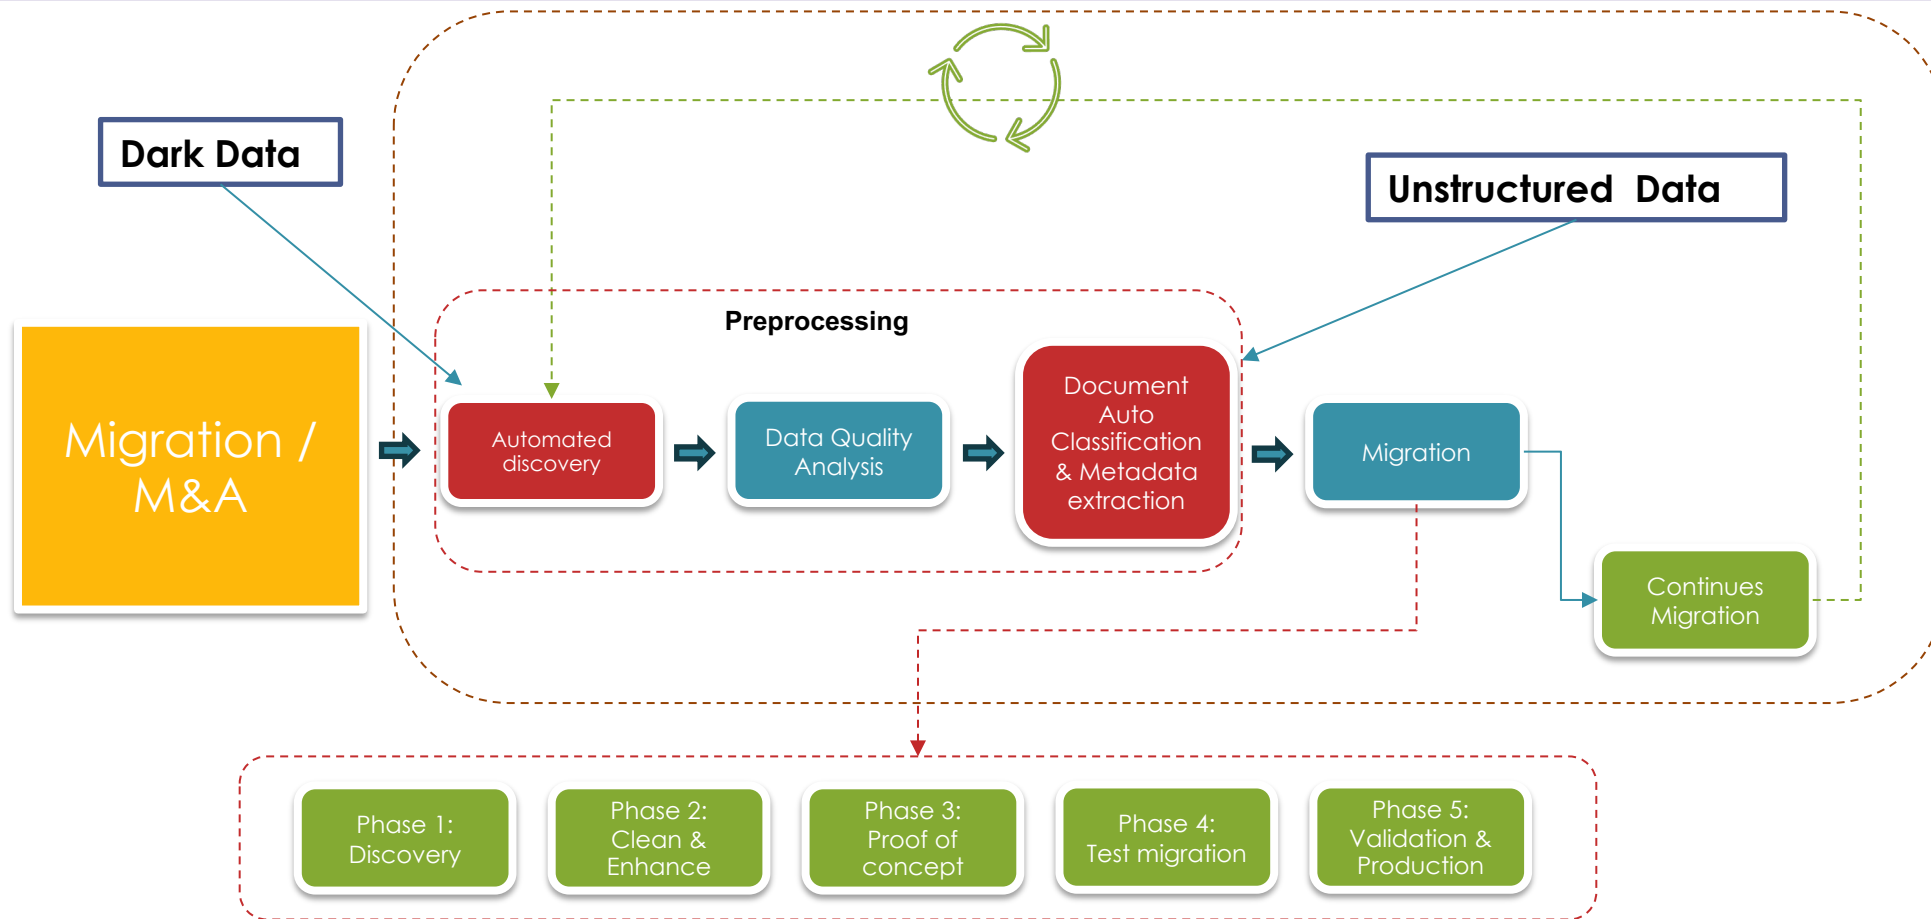 Dark Data
Unstructured  Data
Preprocessing
Migration /
M&A
Automated
discovery
Data Quality
Analysis
Document
Auto
Classification
& Metadata
extraction
Migration
Continues
Migration
Phase 1:
Discovery
Phase 2:
Clean &
Enhance
Phase 3:
Proof of
concept
Phase 4:
Test migration
Phase 5:
Validation &
Production